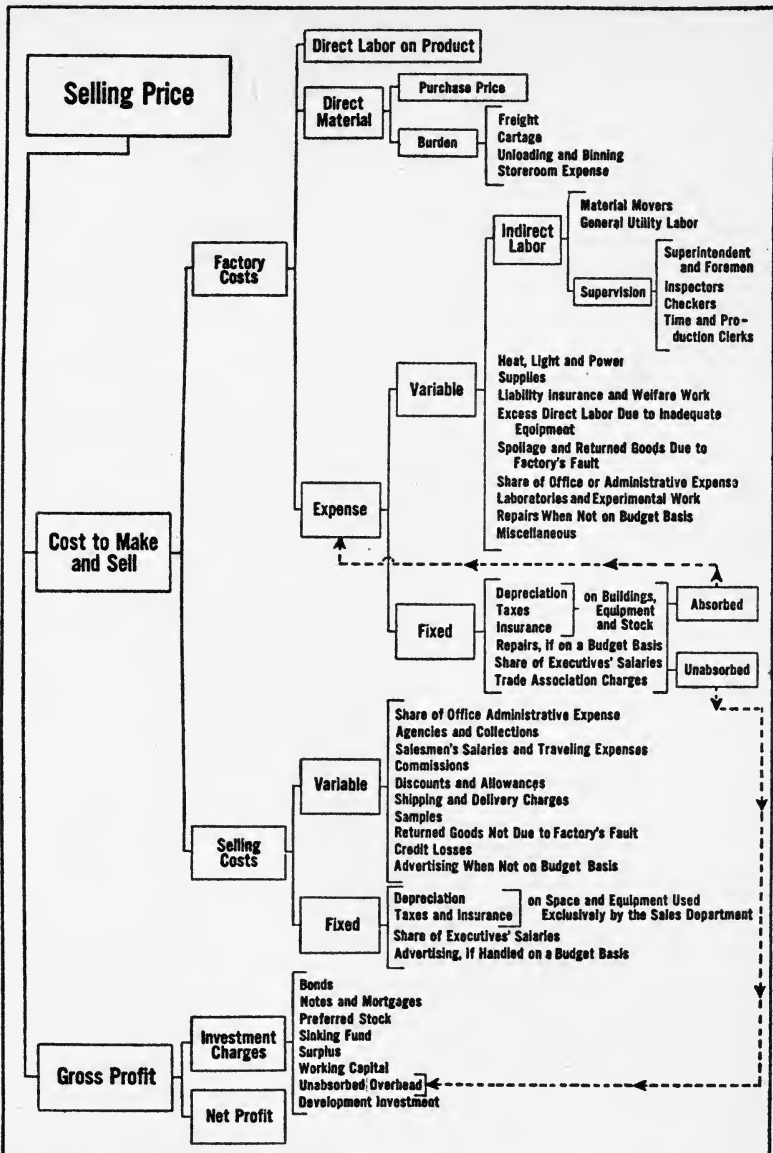 Selling Price
Direct Labor on Product
Direct
Material
Purchase Price
Burden
Freight
Cartage
Unloading and Binning
Storeroom Expense
Factory
Costs
Indirect
Labor
Material Movers
General Utility Labor
Supervision
Superintendent
and Foremen
Inspectors
Checkers
Time and Pro-
duction Clerks
Variable
Heat, Light and Power
Supplies
Liability Insurance and Welfare Work
Excess Direct Labor Due to Inadequate
Equipment
Spoilage and Returned Goods Due to
Factory's Fault
Share of Office or Administrative Expense
Laboratories and Experimental Work
Repairs When Not on Budget Basis
Miscellaneous
Expense
Cost to Make
and Sell
Fixed
Depreciation
Taxes
Insurance
on Buildings,
Equipment
and Stock
Repairs, if on a Budget Basis
Share of Executives' Salaries
Trade Association Charges
Absorbed
Unabsorbed
Selling
Costs
Variable
Share of Office Administrative Expense
Agencies and Collections
Salesmen's Salaries and Traveling Expenses
Commissions
Discounts and Allowances
Shipping and Delivery Charges
Samples
Returned Goods Not Due to Factory's Fault
Credit Losses
Advertising When Not on Budget Basis
Fixed
Depreciation
Taxes and Insurance
on Space and Equipment Used
Exclusively by the Sales Department
Share of Executives' Salaries
Advertising, if Handled on a Budget Basis
Gross Profit
Investment
Charges
Bonds
Notes and Mortgages
Preferred Stock
Sinking Fund
Surplus
Working Capital
Unabsorbed Overhead
Development Investment
Net Profit